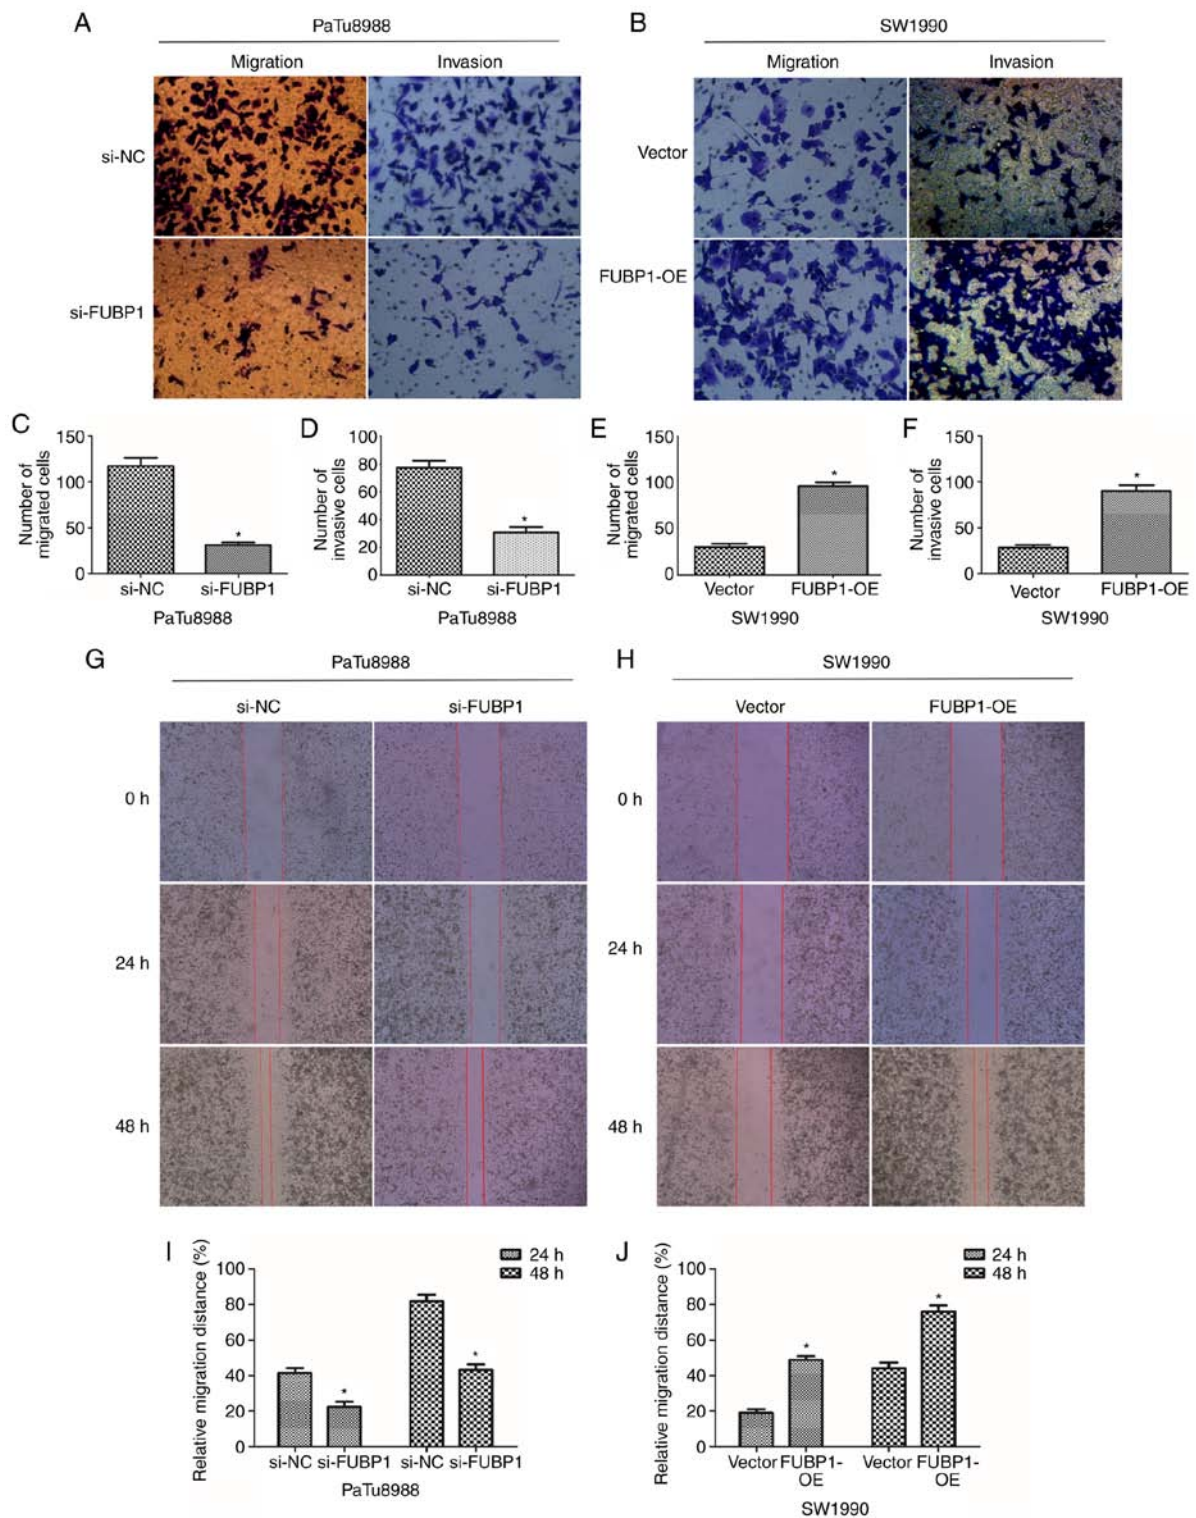 A
PaTu8988
Migration Invasion
si-NC
si-FUBP1
B
SW1990
Migration Invasion
Vector
FUBP1-OE
C
Number of
migrated cells
150
100
50
0
si-NC si-FUBP1
*
PaTu8988
D
Number of
invasive cells
100
80
60
40
20
0
si-NC si-FUBP1
*
PaTu8988
E
Number of
migrated cells
150
100
50
0
Vector FUBP1-OE
*
SW1990
F
Number of
invasive cells
150
100
50
0
Vector FUBP1-OE
*
SW1990
G
PaTu8988
si-NC si-FUBP1
0 h
24 h
48 h
H
SW1990
Vector FUBP1-OE
0 h
24 h
48 h
I
Relative migration distance (%)
24 h
48 h
100
80
60
40
20
0
*
*
si-NC si-FUBP1 si-NC si-FUBP1
PaTu8988
J
Relative migration distance (%)
24 h
48 h
100
80
60
40
20
0
*
*
Vector FUBP1- Vector FUBP1-
OE OE
SW1990